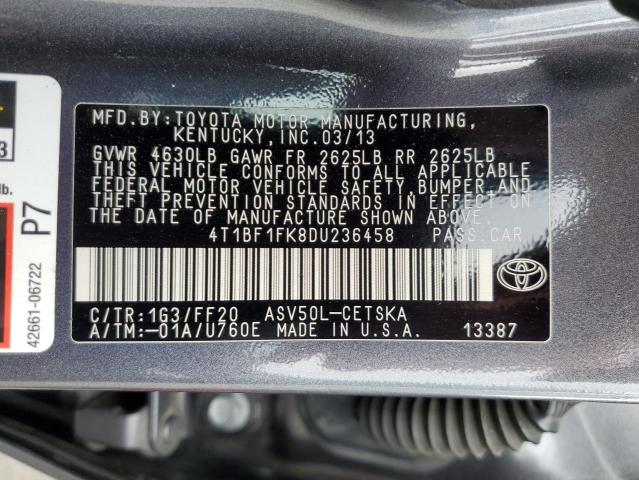 MFD.BY:TOYOTA MOTOR MANUFACTURING,
KENTUCKY,INC.03/13
GVWR 4630LB GAWR FR 2625LB RR 2625LB
THIS VEHICLE CONFORMS TO ALL APPLICABLE
FEDERAL MOTOR VEHICLE SAFETY,BUMPER,AND
THEFT PREVENTION STANDARDS IN EFFECT ON
THE DATE OF MANUFACTURE SHOWN ABOVE.
4T1BF1FK8DU236458 PASS.CAR
C/TR:1G3/FF20 ASV50L-CETSKA
A/TM:-01A/U760E MADE IN U.S.A. 13387
3
lb.
P7
42661-06722